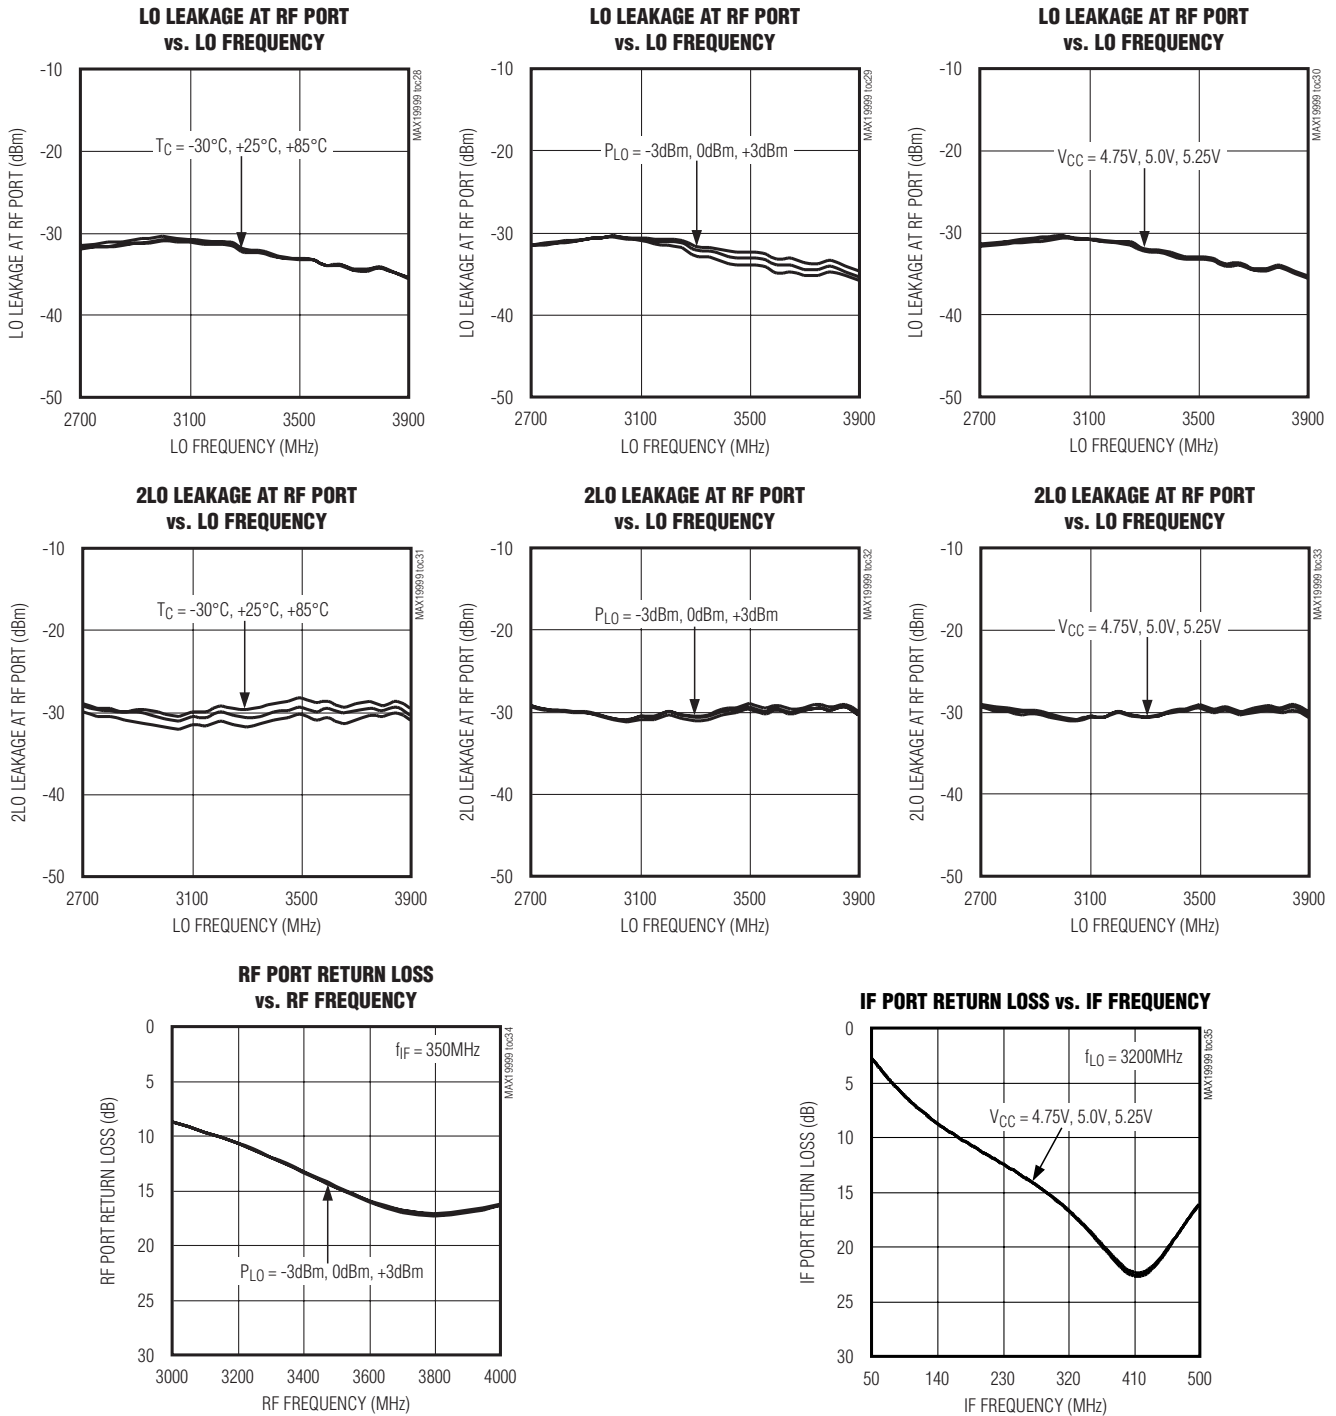 LO LEAKAGE AT RF PORT
vs. LO FREQUENCY
-10
-20
-30
-40
-50
LO LEAKAGE AT RF PORT (dBm)
TC = -30°C, +25°C, +85°C
MAX19999 toc28
2700
3100
3500
3900
LO FREQUENCY (MHz)
LO LEAKAGE AT RF PORT
vs. LO FREQUENCY
-10
-20
-30
-40
-50
LO LEAKAGE AT RF PORT (dBm)
PLO = -3dBm, 0dBm, +3dBm
MAX19999 toc29
2700
3100
3500
3900
LO FREQUENCY (MHz)
LO LEAKAGE AT RF PORT
vs. LO FREQUENCY
-10
-20
-30
-40
-50
LO LEAKAGE AT RF PORT (dBm)
VCC = 4.75V, 5.0V, 5.25V
MAX19999 toc30
2700
3100
3500
3900
LO FREQUENCY (MHz)
2LO LEAKAGE AT RF PORT
vs. LO FREQUENCY
-10
-20
-30
-40
-50
2LO LEAKAGE AT RF PORT (dBm)
TC = -30°C, +25°C, +85°C
MAX19999 toc31
2700
3100
3500
3900
LO FREQUENCY (MHz)
2LO LEAKAGE AT RF PORT
vs. LO FREQUENCY
-10
-20
-30
-40
-50
2LO LEAKAGE AT RF PORT (dBm)
PLO = -3dBm, 0dBm, +3dBm
MAX19999 toc32
2700
3100
3500
3900
LO FREQUENCY (MHz)
2LO LEAKAGE AT RF PORT
vs. LO FREQUENCY
-10
-20
-30
-40
-50
2LO LEAKAGE AT RF PORT (dBm)
VCC = 4.75V, 5.0V, 5.25V
MAX19999 toc33
2700
3100
3500
3900
LO FREQUENCY (MHz)
RF PORT RETURN LOSS
vs. RF FREQUENCY
0
5
10
15
20
25
30
RF PORT RETURN LOSS (dB)
fIF = 350MHz
PLO = -3dBm, 0dBm, +3dBm
MAX19999 toc34
3000
3200
3400
3600
3800
4000
RF FREQUENCY (MHz)
IF PORT RETURN LOSS vs. IF FREQUENCY
0
5
10
15
20
25
30
IF PORT RETURN LOSS (dB)
fLO = 3200MHz
VCC = 4.75V, 5.0V, 5.25V
MAX19999 toc35
50
140
230
320
410
500
IF FREQUENCY (MHz)